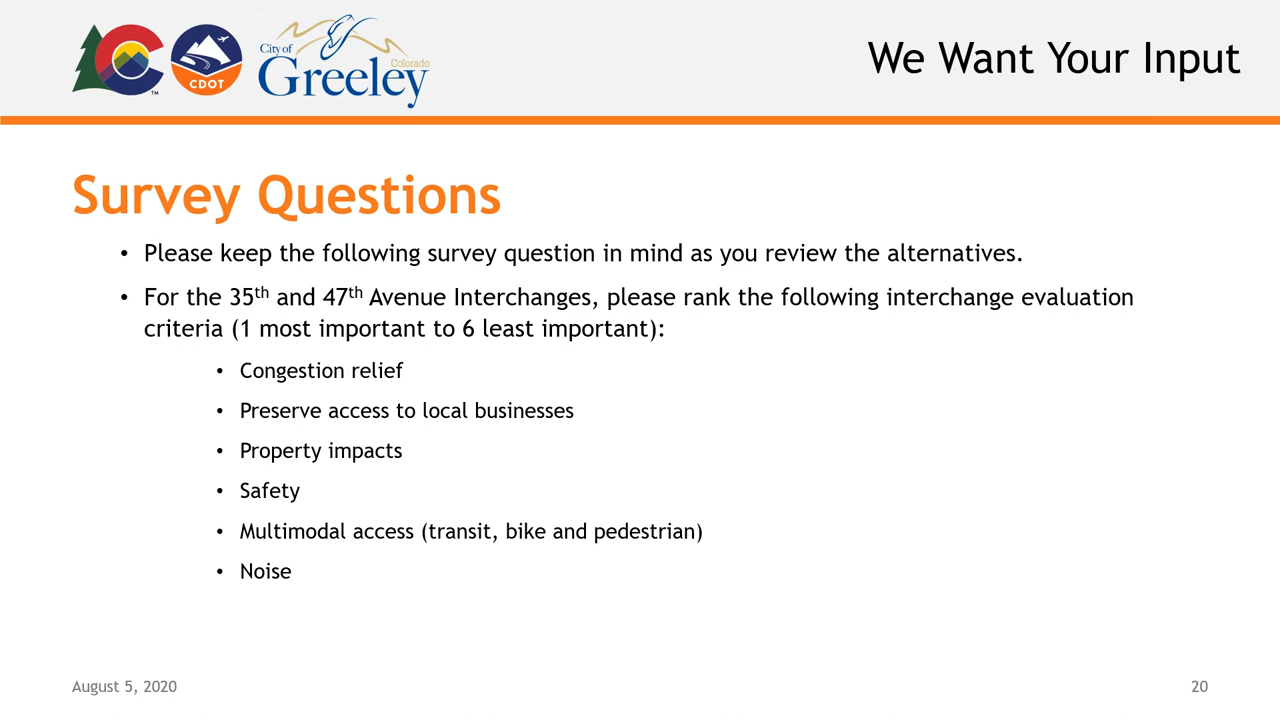 TM
CDOT
City of
Greeley
Colorado
We Want Your Input
Survey Questions
• Please keep the following survey question in mind as you review the alternatives.
• For the 35th and 47th Avenue Interchanges, please rank the following interchange evaluation
criteria (1 most important to 6 least important):
• Congestion relief
• Preserve access to local businesses
• Property impacts
• Safety
• Multimodal access (transit, bike and pedestrian)
• Noise
August 5, 2020
20